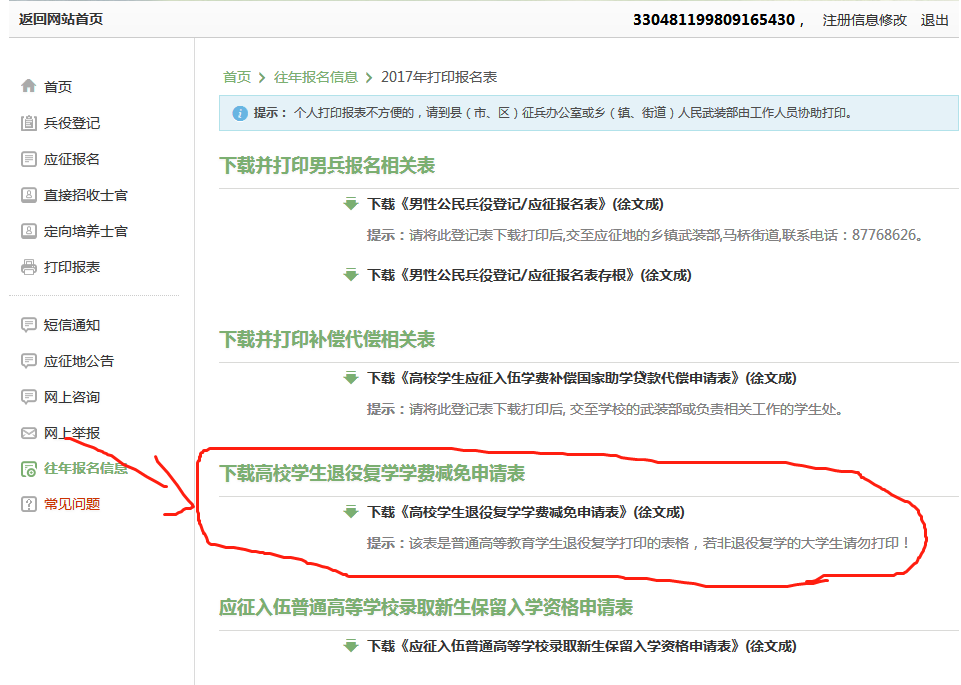 返回网站首页
330481199809165430， 注册信息修改 退出
首页
兵役登记
应征报名
直接招收士官
定向培养士官
打印报表
短信通知
应征地公告
网上咨询
网上举报
往年报名信息
常见问题
首页 > 往年报名信息 > 2017年打印报名表
提示： 个人打印报表不方便的，请到县（市、区）征兵办公室或乡（镇、街道）人民武装部由工作人员协助打印。
下载并打印男兵报名相关表
下载《男性公民兵役登记/应征报名表》(徐文成)
提示：请将此登记表下载打印后,交至应征地的乡镇武装部,马桥街道,联系电话：87768626。
下载《男性公民兵役登记/应征报名表存根》(徐文成)
下载并打印补偿代偿相关表
下载《高校学生应征入伍学费补偿国家助学贷款代偿申请表》(徐文成)
提示：请将此登记表下载打印后, 交至学校的武装部或负责相关工作的学生处。
下载高校学生退役复学学费减免申请表
下载《高校学生退役复学学费减免申请表》(徐文成)
提示：该表是普通高等教育学生退役复学打印的表格，若非退役复学的大学生请勿打印！
应征入伍普通高等学校录取新生保留入学资格申请表
下载《应征入伍普通高等学校录取新生保留入学资格申请表》(徐文成)